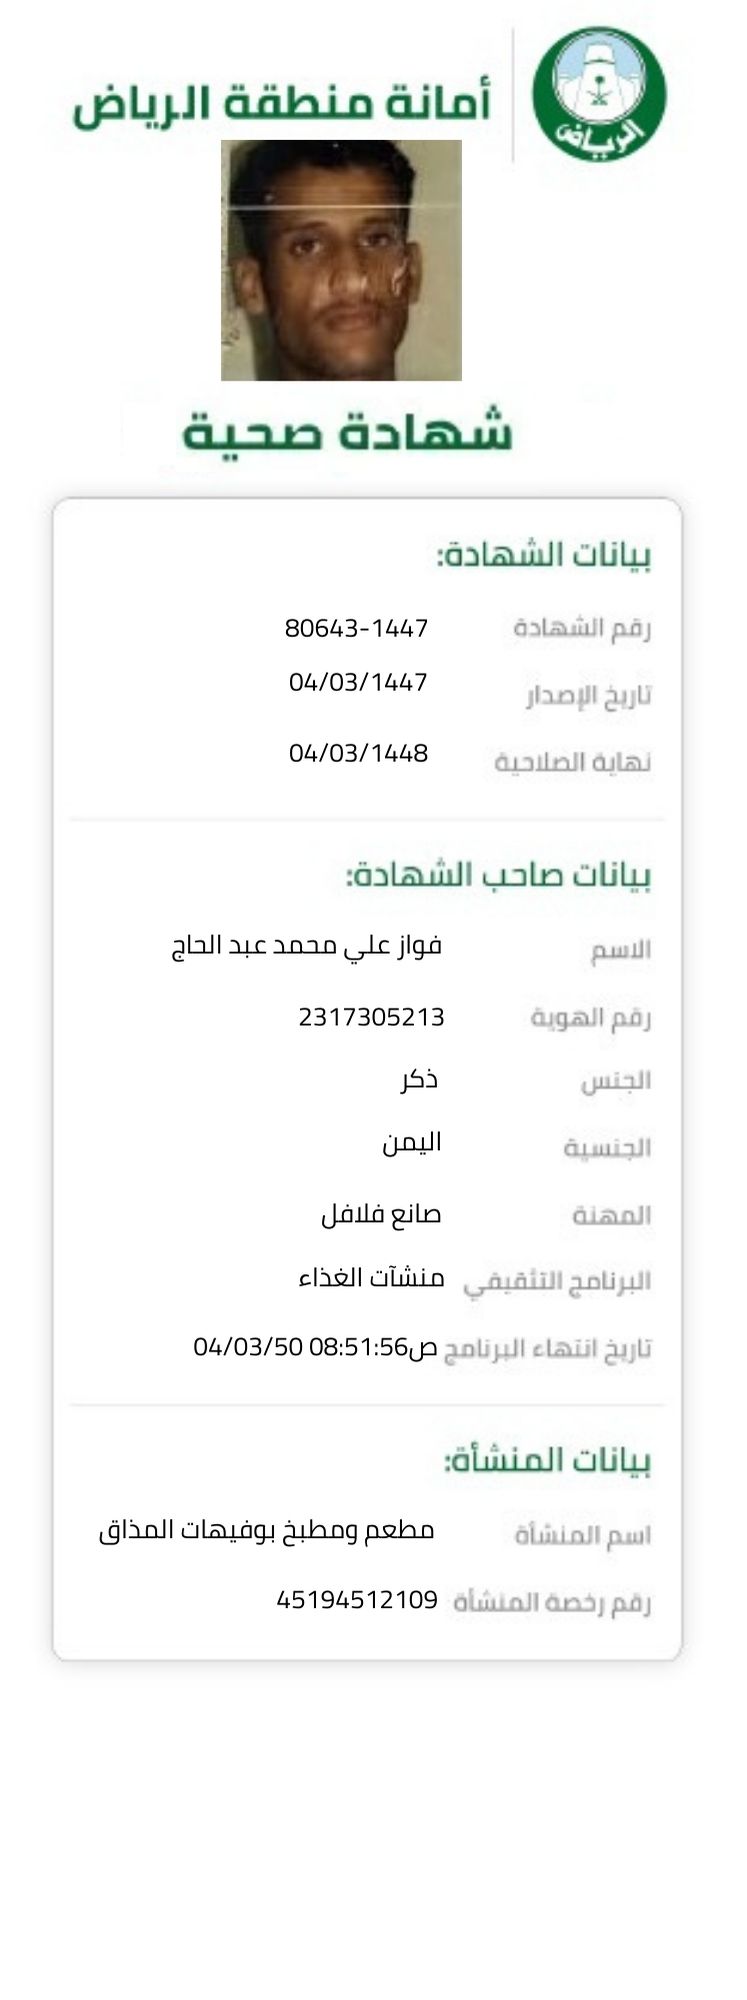 أمانة منطقة الرياض
الرياض
شهادة صحية
بيانات الشهادة:
رقم الشهادة 80643-1447
تاريخ الإصدار 04/03/1447
نهاية الصلاحية 04/03/1448
بيانات صاحب الشهادة:
الاسم فواز علي محمد عبد الحاج
رقم الهوية 2317305213
الجنس ذكر
الجنسية اليمن
المهنة صانع فلافل
البرنامج التثقيفي منشآت الغذاء
تاريخ انتهاء البرنامج ص08:51:56 04/03/50
بيانات المنشأة:
اسم المنشأة مطعم ومطبخ بوفيهات المذاق
رقم رخصة المنشأة 45194512109